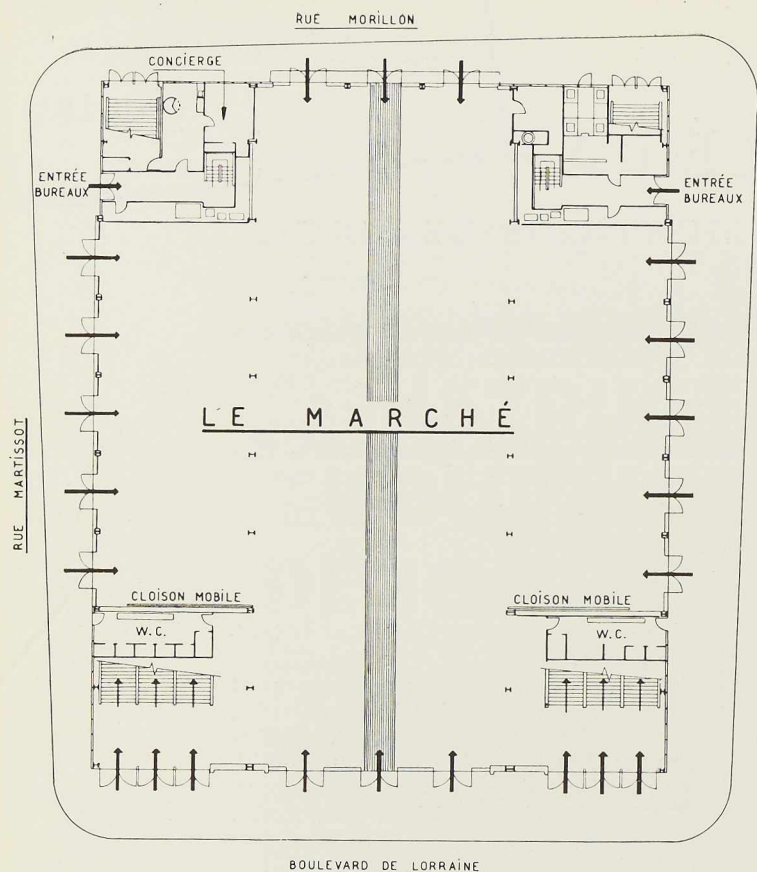 RUE MORILLON
CONCIERGE
ENTRÉE
BUREAUX
ENTRÉE
BUREAUX
LE MARCHÉ
RUE MARTISSOT
CLOISON MOBILE
CLOISON MOBILE
W.C.
W.C.
BOULEVARD DE LORRAINE